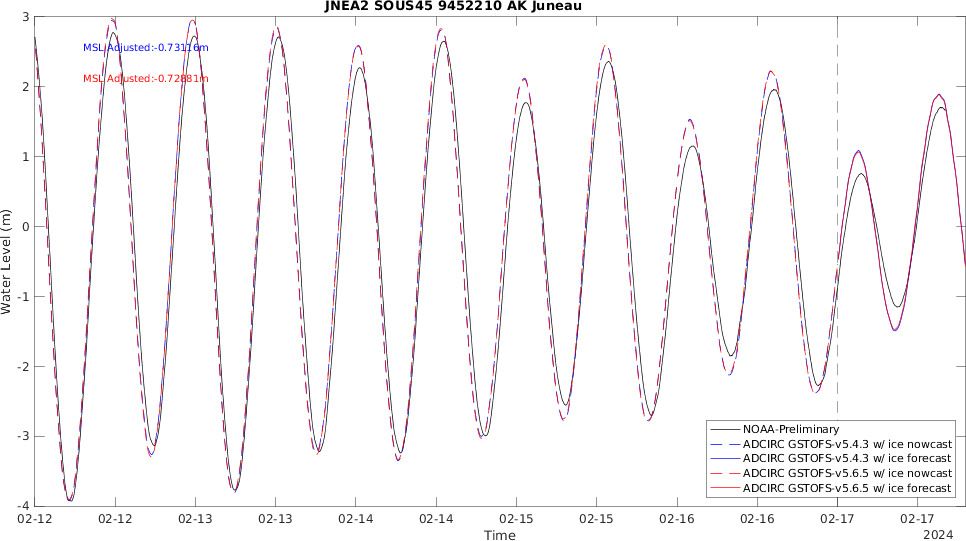 JNEA2 SOUS45 9452210 AK Juneau
3
MSL Adjusted:-0.73116m
MSL Adjusted:-0.72881m
2
1
0
-1
-2
-3
-4
Water Level (m)
NOAA-Preliminary
ADCIRC GSTOFS-v5.4.3 w/ ice nowcast
ADCIRC GSTOFS-v5.4.3 w/ ice forecast
ADCIRC GSTOFS-v5.6.5 w/ ice nowcast
ADCIRC GSTOFS-v5.6.5 w/ ice forecast
02-12 02-12 02-13 02-13 02-14 02-14 02-15 02-15 02-16 02-16 02-17 02-17
Time
2024